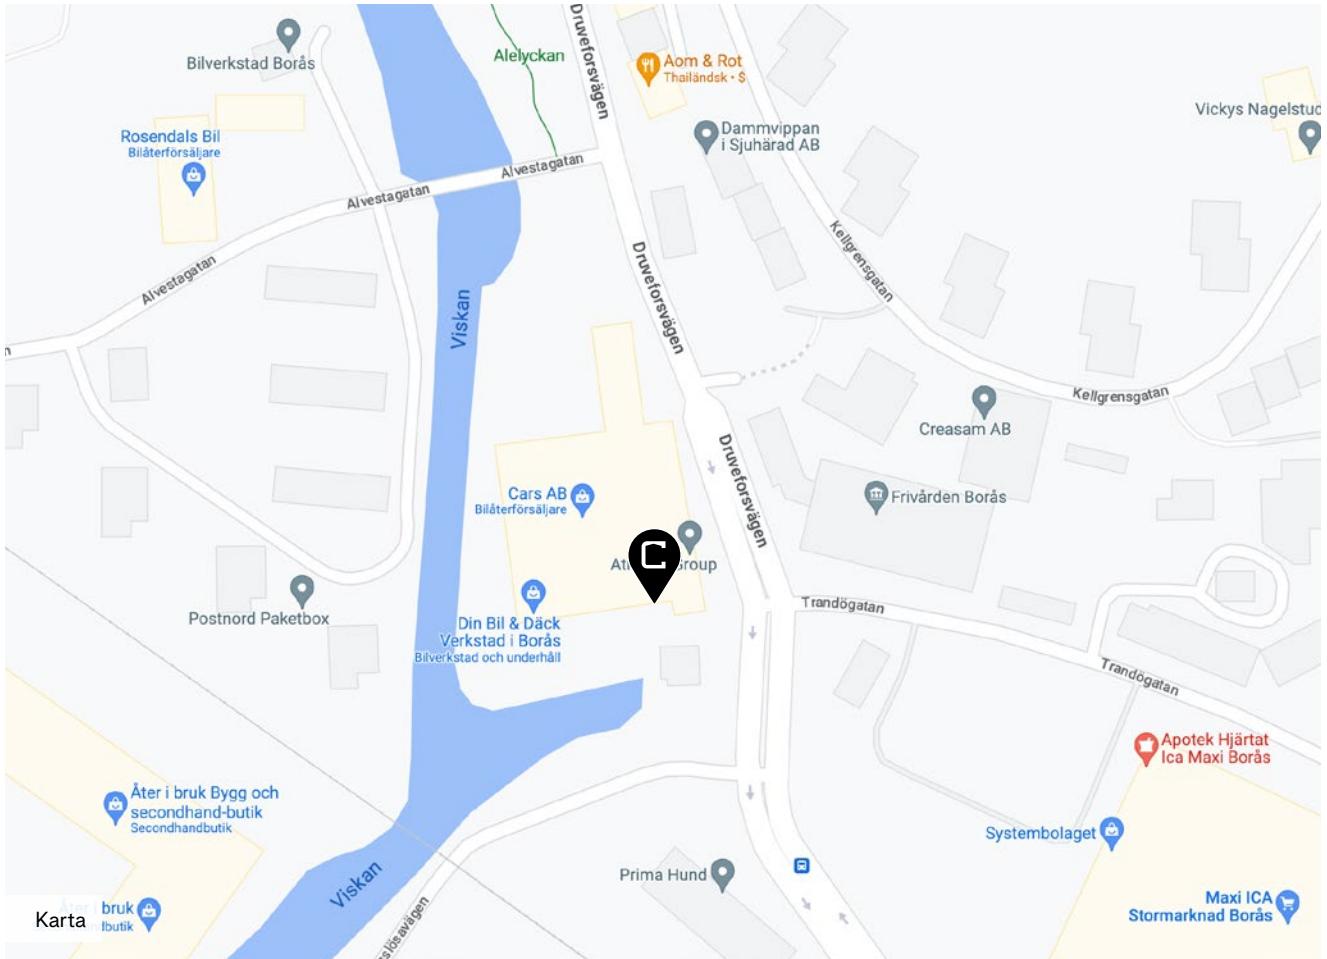 Bilverkstad Borås
Alelyckan
Druveforsvägen
Aom & Rot
Thailändsk • $
Vickys Nagelstud
Dammvippan
i Sjuhärad AB
Rosendals Bil
Bilåterförsäljare
Alvestagatan
Alvestagatan
Alvestagatan
Druveforsvägen
Kellgrensgatan
Viskan
Kellgrensgatan
Creasam AB
Druveforsvägen
Cars AB
Bilåterförsäljare
Frivården Borås
C
Group
Postnord Paketbox
Din Bil & Däck
Verkstad i Borås
Bilverkstad och underhåll
Trandögatan
Trandögatan
Apotek Hjärtat
Ica Maxi Borås
Åter i bruk Bygg och
secondhand-butik
Secondhandbutik
Systembolaget
Viskan
Prima Hund
Maxi ICA
Stormarknad Borås
bruk
Karta